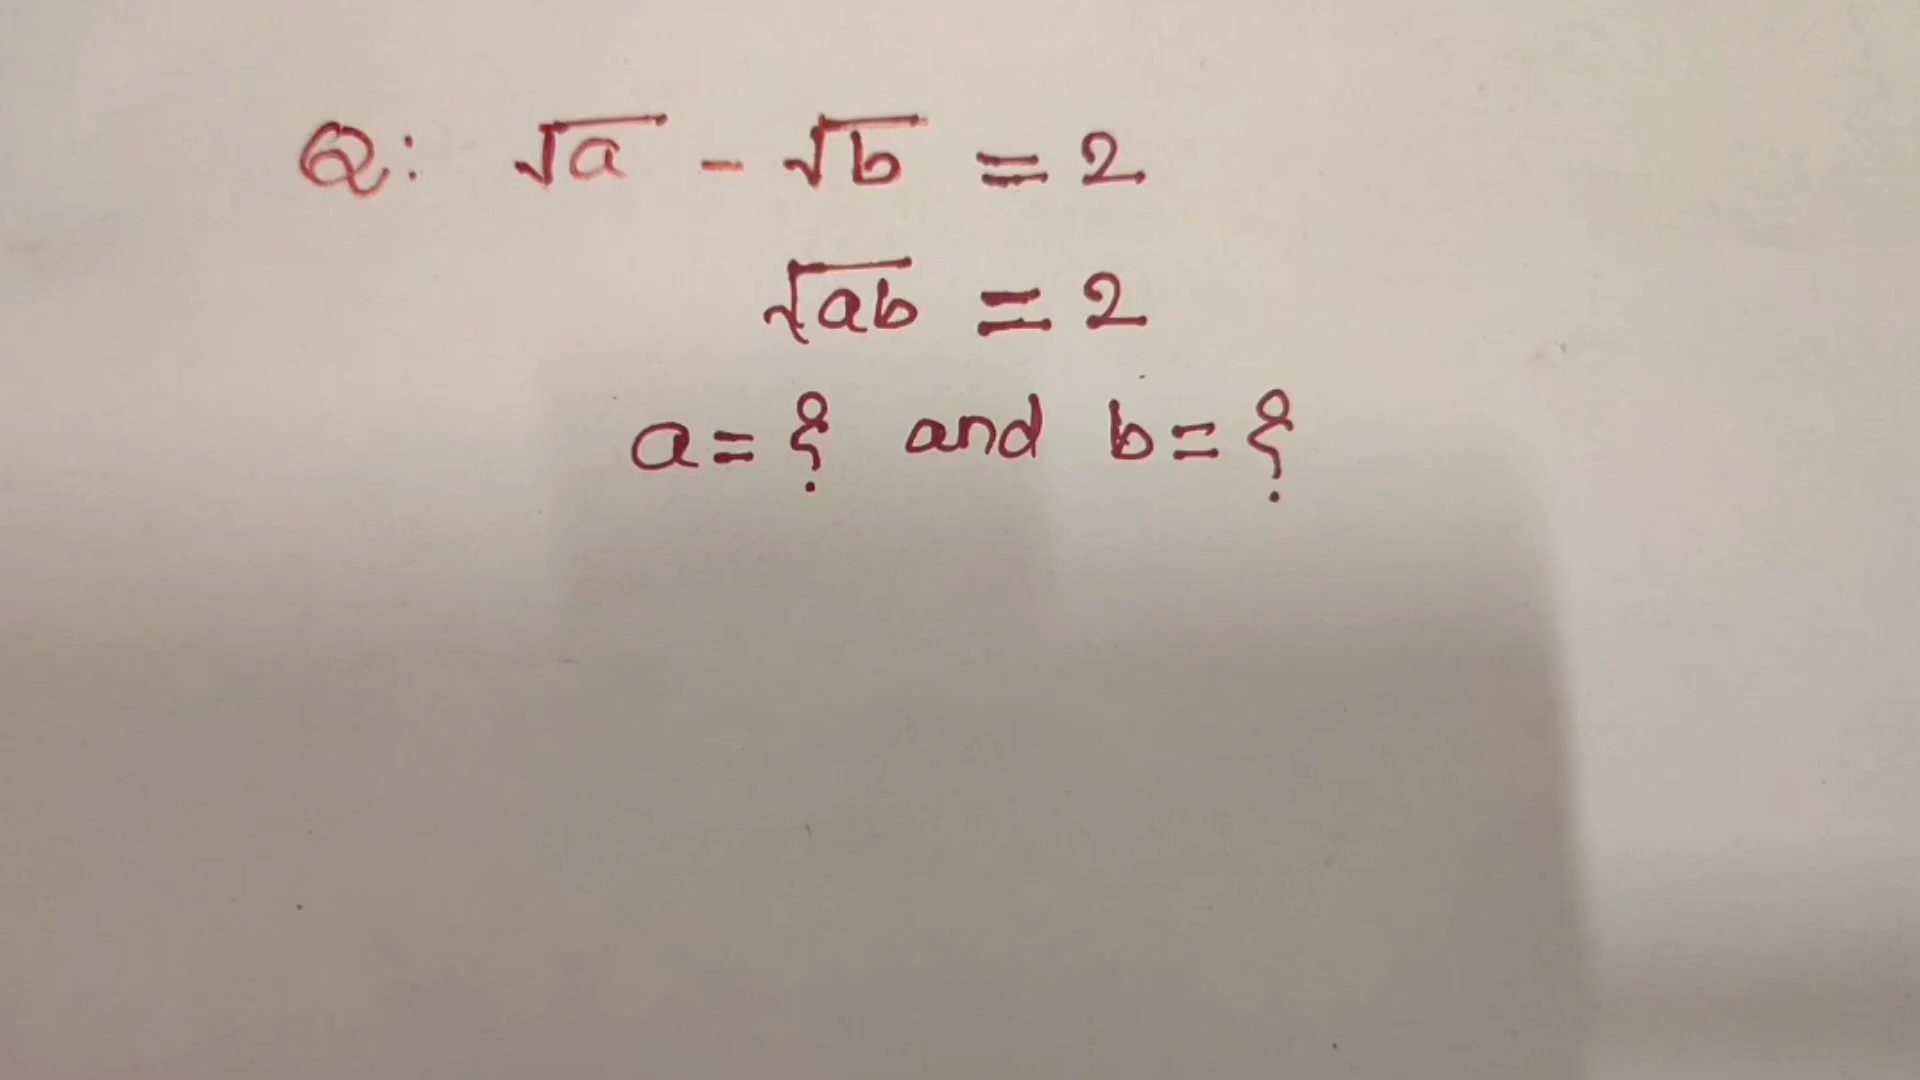 Q: √a - √b = 2
√ab = 2
a = ? and b = ?